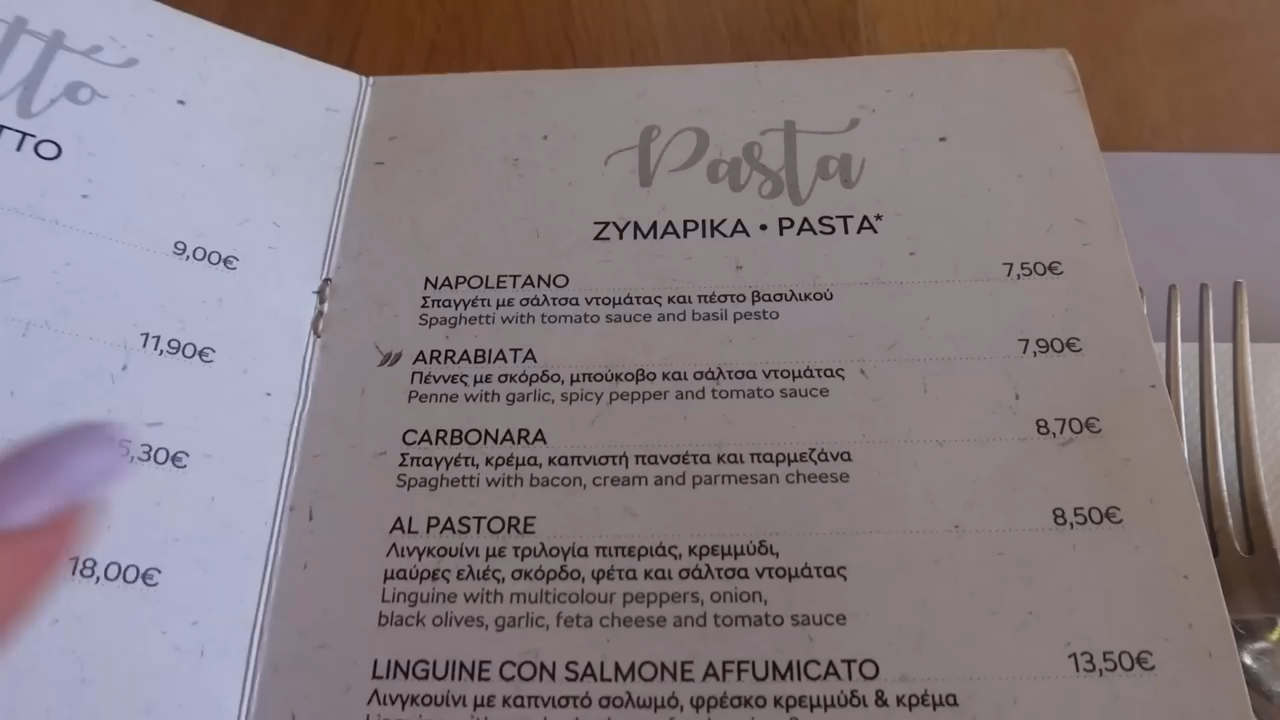 tto
TTO
9,00€
11,90€
5,30€
18,00€
Pasta
ΖΥΜΑΡΙΚΑ • PASTA*
NAPOLETANO 7,50€
Σπαγγέτι με σάλτσα ντομάτας και πέστο βασιλικού
Spaghetti with tomato sauce and basil pesto
ARRABIATA 7,90€
Πέννες με σκόρδο, μπούκοβο και σάλτσα ντομάτας
Penne with garlic, spicy pepper and tomato sauce
CARBONARA 8,70€
Σπαγγέτι, κρέμα, καπνιστή πανσέτα και παρμεζάνα
Spaghetti with bacon, cream and parmesan cheese
AL PASTORE 8,50€
Λινγκουίνι με τριλογία πιπεριάς, κρεμμύδι,
μαύρες ελιές, σκόρδο, φέτα και σάλτσα ντομάτας
Linguine with multicolour peppers, onion,
black olives, garlic, feta cheese and tomato sauce
LINGUINE CON SALMONE AFFUMICATO 13,50€
Λινγκουίνι με καπνιστό σολωμό, φρέσκο κρεμμύδι & κρέμα